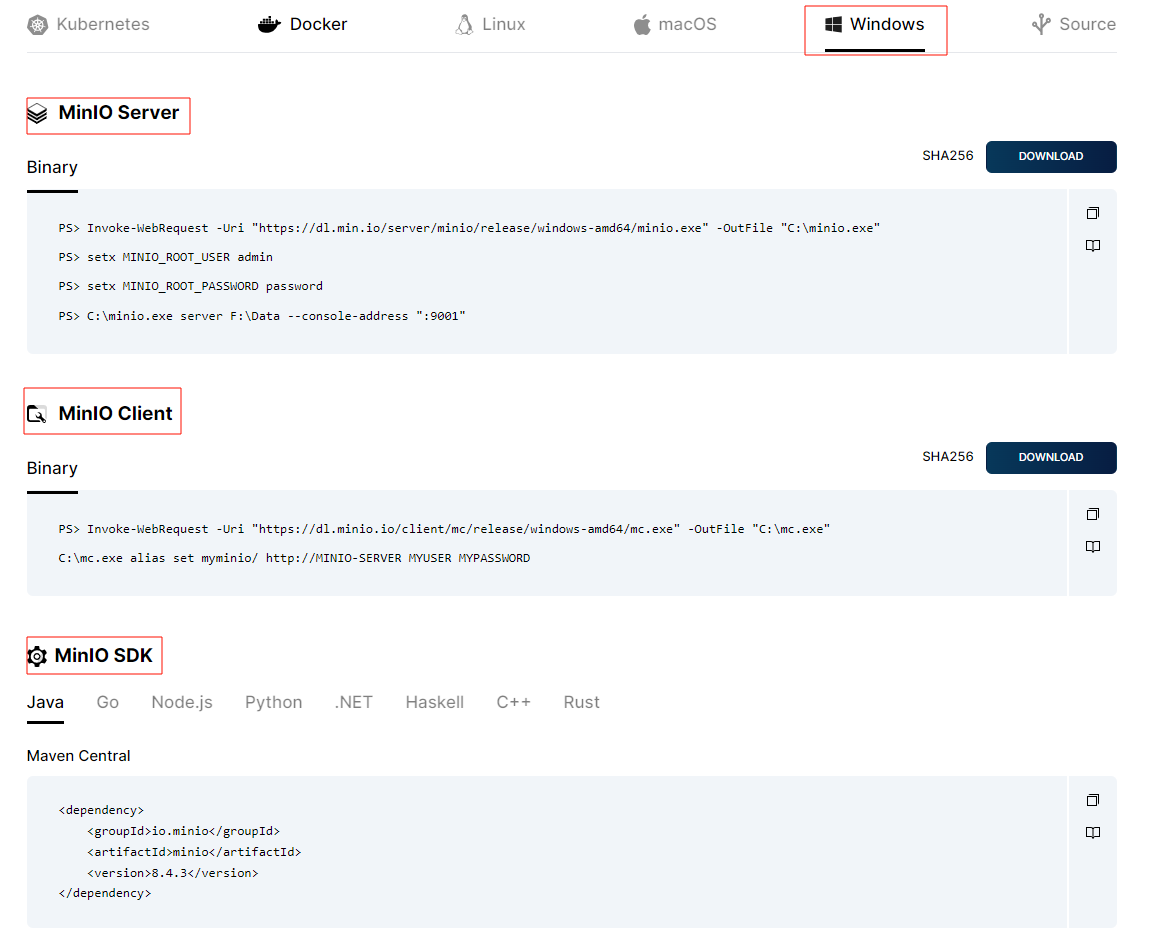 Kubernetes Docker Linux macOS Windows Source
MinIO Server
Binary
SHA256 DOWNLOAD
PS> Invoke-WebRequest -Uri "https://dl.min.io/server/minio/release/windows-amd64/minio.exe" -OutFile "C:\minio.exe"
PS> setx MINIO_ROOT_USER admin
PS> setx MINIO_ROOT_PASSWORD password
PS> C:\minio.exe server F:\Data --console-address ":9001"
MinIO Client
Binary
SHA256 DOWNLOAD
PS> Invoke-WebRequest -Uri "https://dl.minio.io/client/mc/release/windows-amd64/mc.exe" -OutFile "C:\mc.exe"
C:\mc.exe alias set myminio/ http://MINIO-SERVER MYUSER MYPASSWORD
MinIO SDK
Java Go Node.js Python .NET Haskell C++ Rust
Maven Central
<dependency>
    <groupId>io.minio</groupId>
    <artifactId>minio</artifactId>
    <version>8.4.3</version>
</dependency>